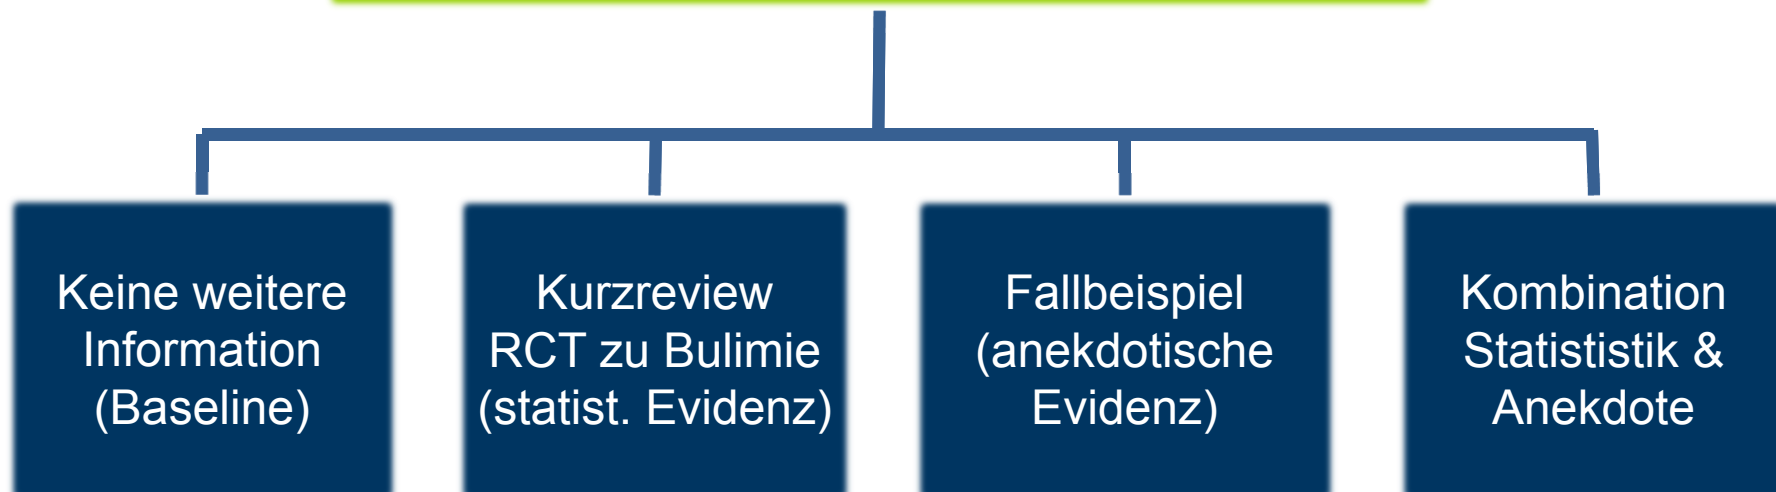 Keine weitere
Information
(Baseline)
Kurzreview
RCT zu Bulimie
(statist. Evidenz)
Fallbeispiel
(anekdotische
Evidenz)
Kombination
Statististik &
Anekdote